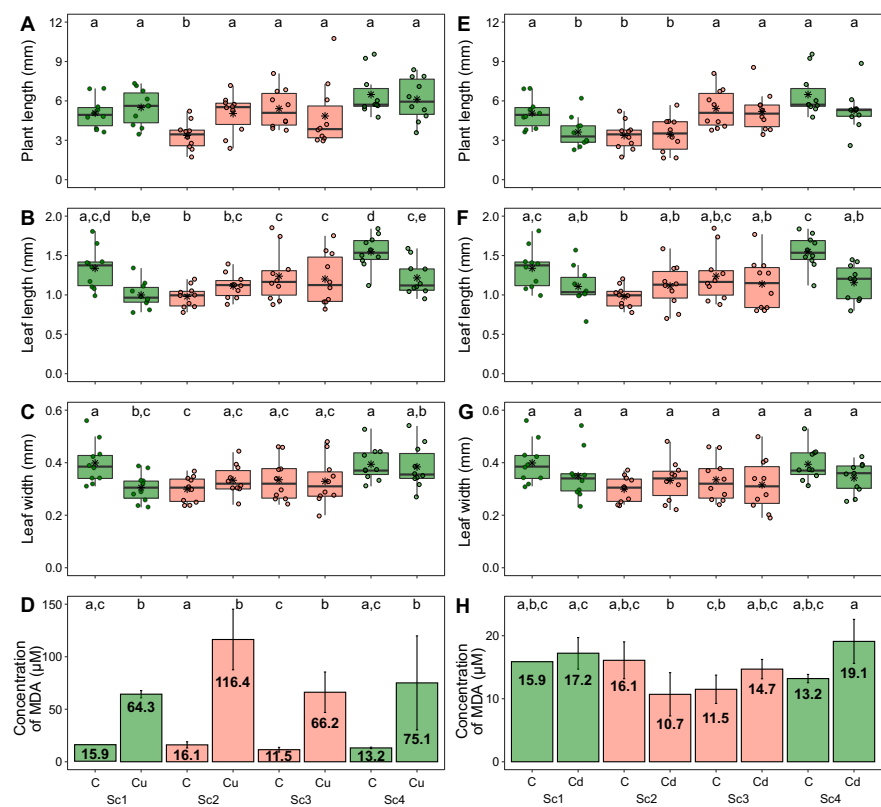 A
a a b a a a a a
Plant length (mm)
12
9
6
3
0
E
a b b b a a a a
Plant length (mm)
12
9
6
3
0
B
a,c,d b,e b b,c c c d c,e
Leaf length (mm)
2.0
1.5
1.0
0.5
0.0
F
a,c a,b b a,b a,b,c a,b c a,b
Leaf length (mm)
2.0
1.5
1.0
0.5
0.0
C
a b,c c a,c a,c a,c a a,b
Leaf width (mm)
0.6
0.4
0.2
0.0
G
a a a a a a a a
Leaf width (mm)
0.6
0.4
0.2
0.0
D
a,c b a b c b a,c b
Concentration
of MDA (µM)
150
100
50
0
15.9 64.3 16.1 116.4 11.5 66.2 13.2 75.1
C Cu C Cu C Cu C Cu
Sc1 Sc2 Sc3 Sc4
H
a,b,c a,c a,b,c b c,b a,b,c a,b,c a
Concentration
of MDA (µM)
20
10
0
15.9 17.2 16.1 10.7 11.5 14.7 13.2 19.1
C Cd C Cd C Cd C Cd
Sc1 Sc2 Sc3 Sc4